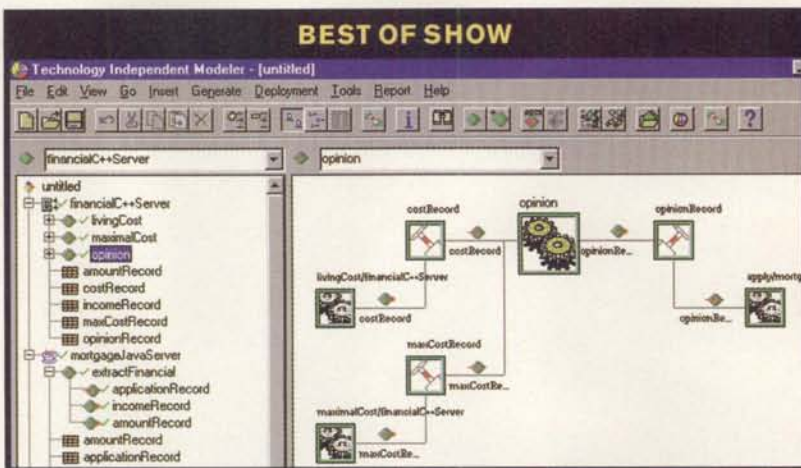 BEST OF SHOW
Technology Independent Modeler - [untitled]
File Edit View Go Insert Generate Deployment Tools Report Help
financialC++Server
opinion
untitled
financialC++Server
livingCost
maximalCost
opinion
amountRecord
costRecord
incomeRecord
maxCostRecord
opinionRecord
mortgageJavaServer
extractFinancial
applicationRecord
incomeRecord
amountRecord
amountRecord
applicationRecord
costRecord
opinion
opinionRecord
costRecord
opinionRe...
livingCost/financialC++Server
apply/mortg
costRecord
opinionRe...
maxCostRecord
maxCostRe...
maximalCost/financialC++Server
maxCostRe...